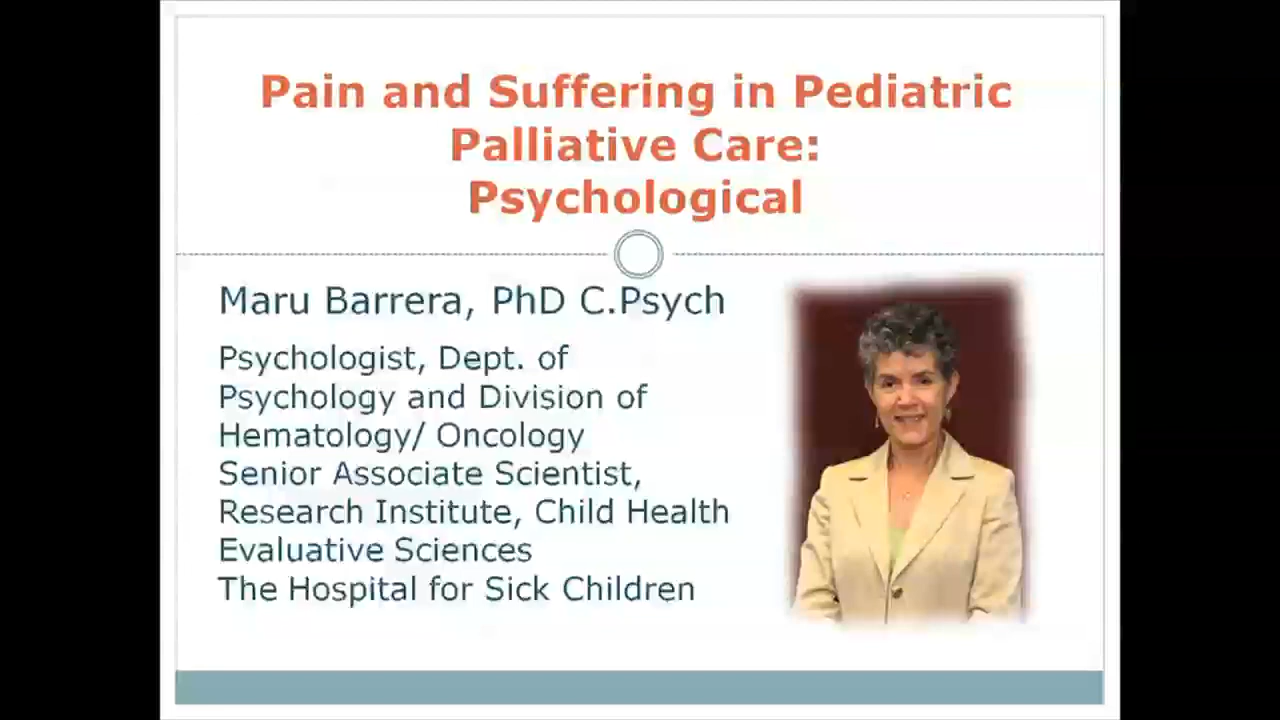 Pain and Suffering in Pediatric
Palliative Care:
Psychological
Maru Barrera, PhD C.Psych
Psychologist, Dept. of
Psychology and Division of
Hematology/ Oncology
Senior Associate Scientist,
Research Institute, Child Health
Evaluative Sciences
The Hospital for Sick Children